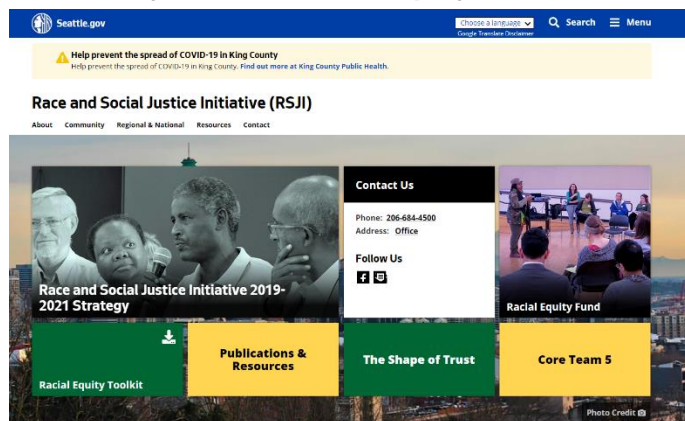 Seattle.gov
Choose a language
Google Translate Disclaimer
Search
Menu
Help prevent the spread of COVID-19 in King County
Help prevent the spread of COVID-19 in King County. Find out more at King County Public Health.
Race and Social Justice Initiative (RSJI)
About Community Regional & National Resources Contact
Race and Social Justice Initiative 2019-
2021 Strategy
Contact Us
Phone: 206-684-4500
Address: Office
Follow Us
Racial Equity Fund
Racial Equity Toolkit
Publications &
Resources
The Shape of Trust
Core Team 5
Photo Credit